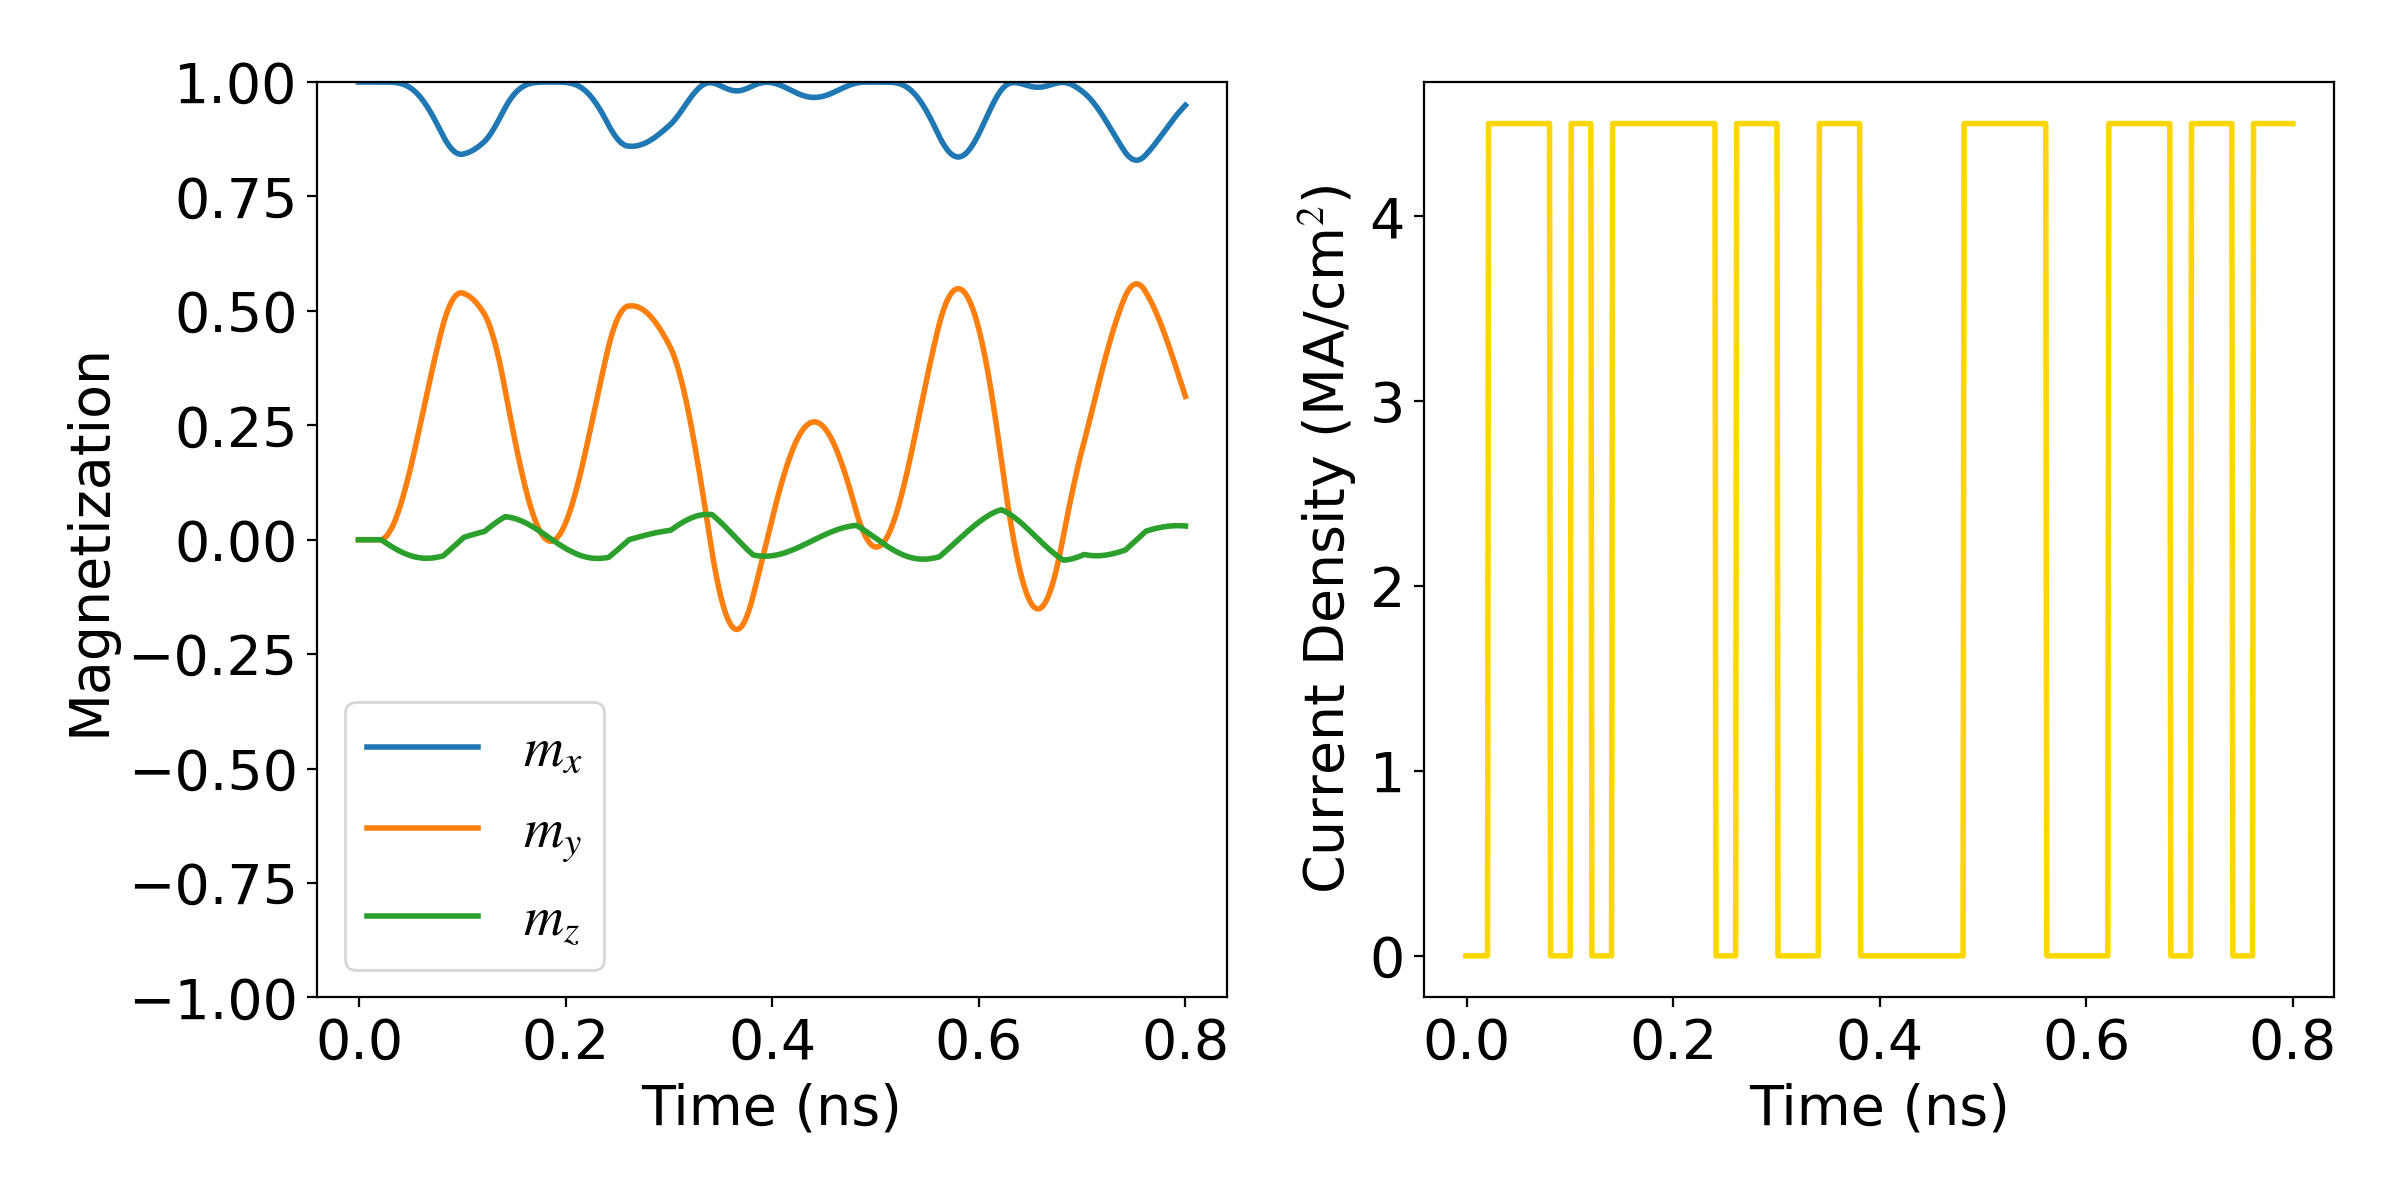 1.00
0.75
0.50
0.25
0.00
−0.25
−0.50
−0.75
−1.00
Magnetization
m_x
m_y
m_z
0.0 0.2 0.4 0.6 0.8
Time (ns)
4
3
2
1
0
Current Density (MA/cm²)
0.0 0.2 0.4 0.6 0.8
Time (ns)